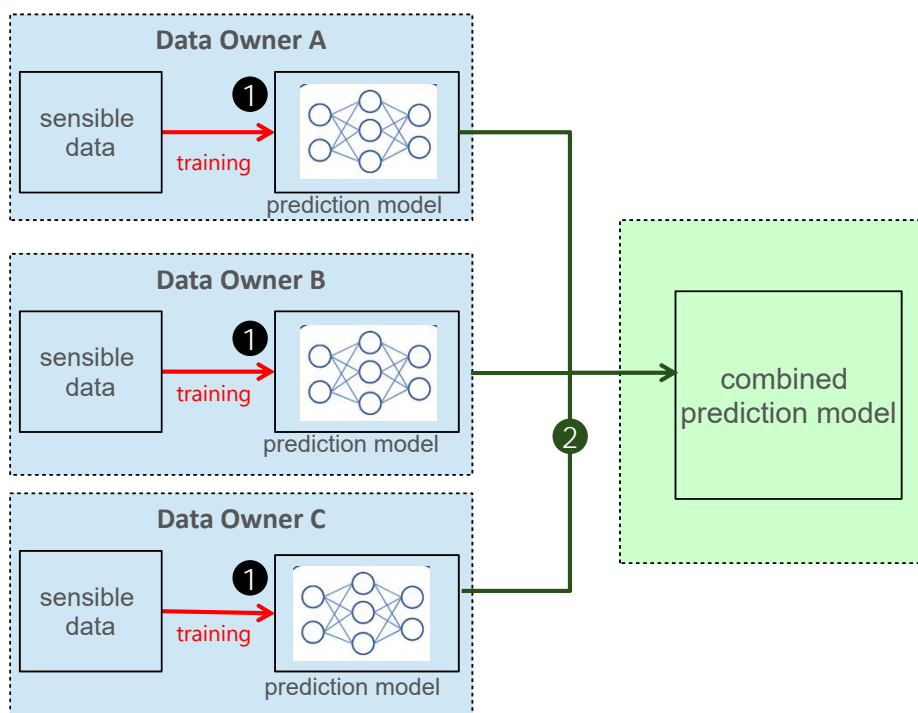 Data Owner A
sensible
data
1
training
prediction model
Data Owner B
sensible
data
1
training
prediction model
Data Owner C
sensible
data
1
training
prediction model
2
combined
prediction model